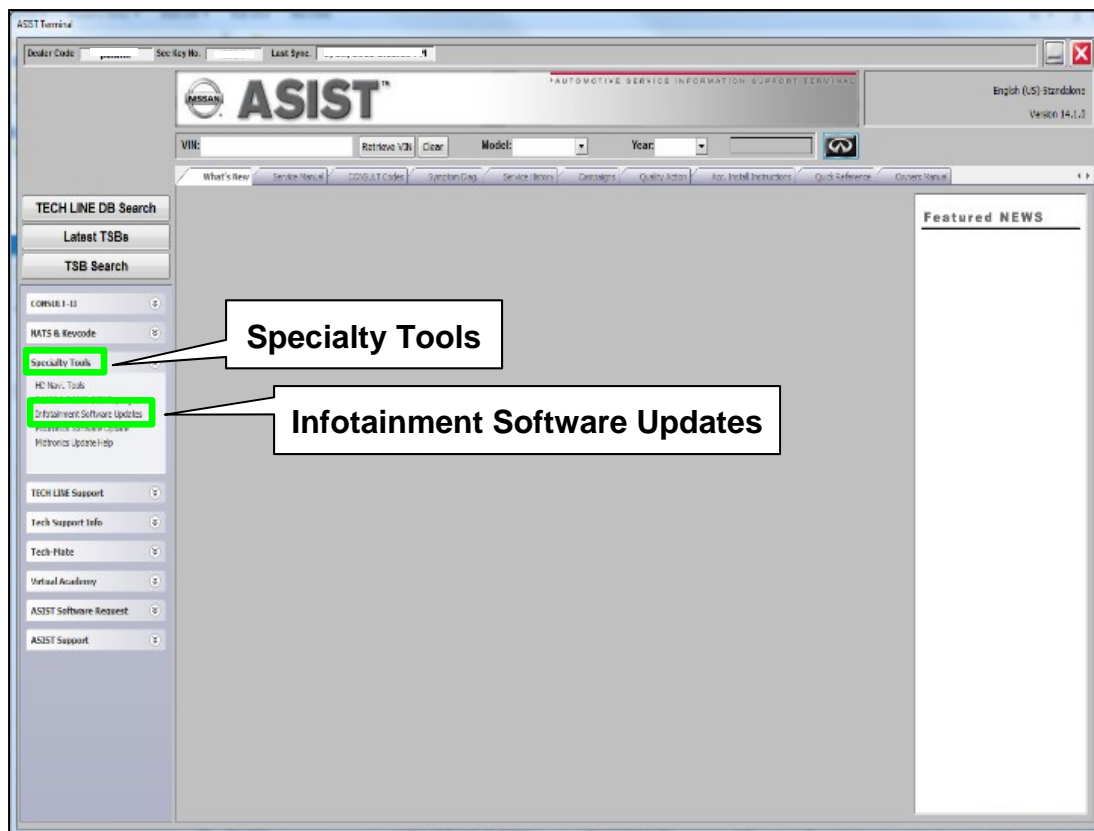 ASIST Terminal
Dealer Code
Sec Key No.
Last Sync.
NISSAN
ASIST™
AUTOMOTIVE SERVICE INFORMATION SUPPORT TERMINAL
English (US) Standalone
Version 14.1.3
VIN:
Retrieve VIN
Clear
Model:
Year:
What's New
Service Manual
CONSULT Codes
Symptom Diag.
Service History
Campaigns
Quality Action
Acc. Install Instructions
Quick Reference
Owners Manual
TECH LINE DB Search
Latest TSBs
TSB Search
Featured NEWS
CONSULT-II
NATS & Keycode
Specialty Tools
HD Navi. Tools
Infotainment Software Updates
Midtronics Update Help
TECH LINE Support
Tech Support Info
Tech-Mate
Virtual Academy
ASIST Software Request
ASIST Support
Specialty Tools
Infotainment Software Updates